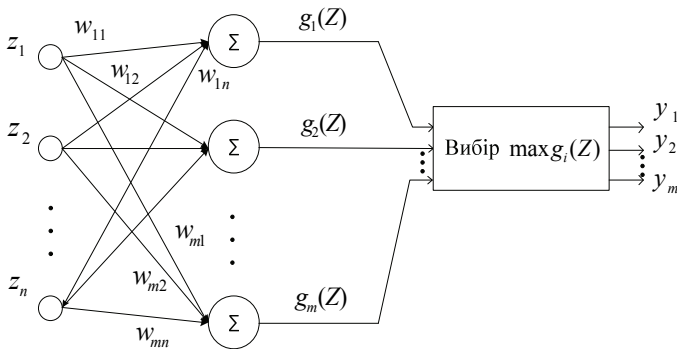 z₁
z₂
zₙ
w₁₁
w₁₂
w₁ₙ
wₘ₁
wₘ₂
wₘₙ
Σ
Σ
Σ
g₁(Z)
g₂(Z)
gₘ(Z)
Вибір max gᵢ(Z)
y₁
y₂
yₘ